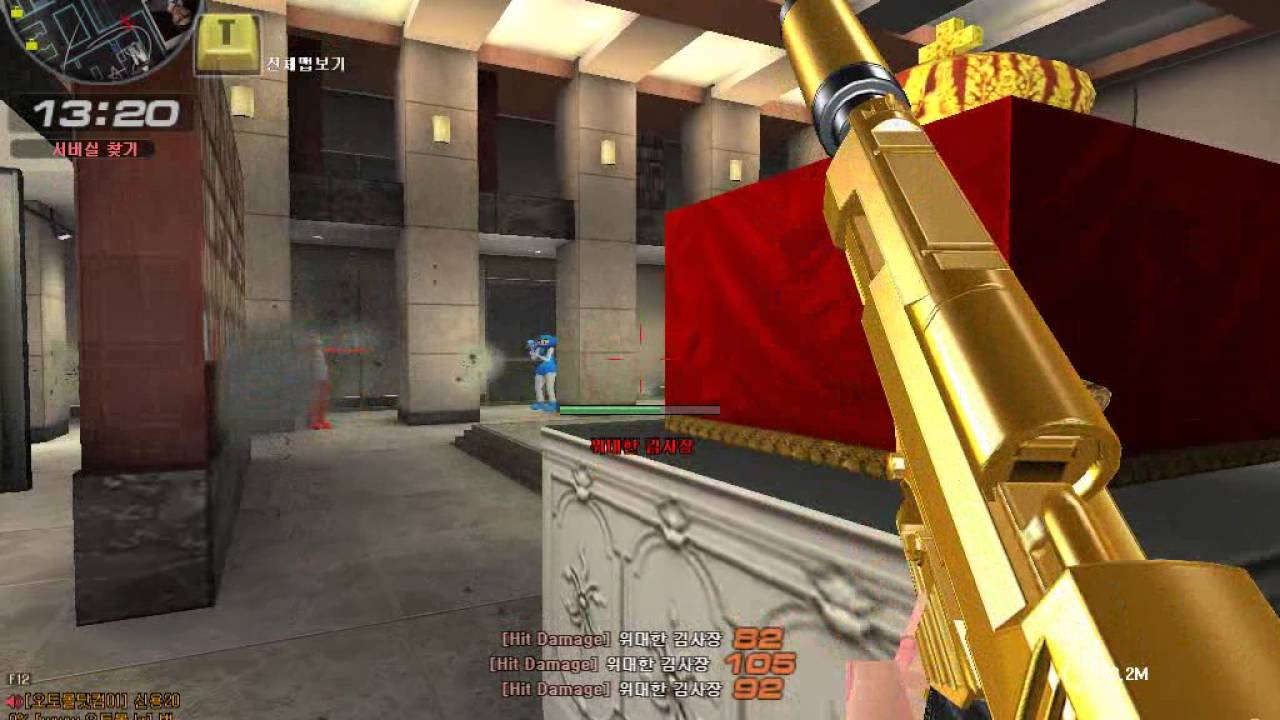 T
전체맵보기
13:20
서버실 찾기
위대한 김사장
[Hit Damage] 위대한 김사장 82
[Hit Damage] 위대한 김사장 105
[Hit Damage] 위대한 김사장 92
.2M
F12